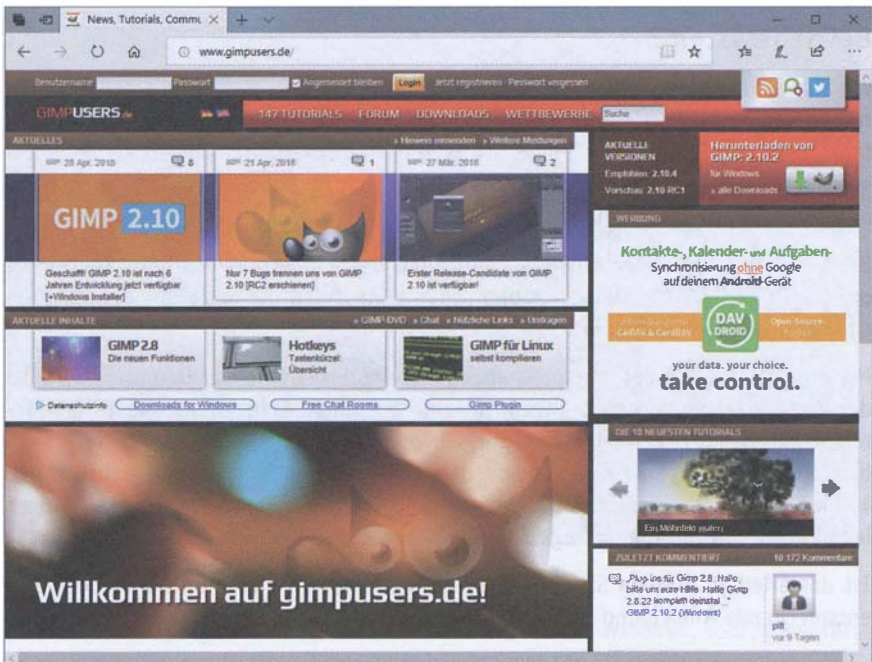 News, Tutorials, Commu
www.gimpusers.de/
Benutzername Passwort Angemeldet bleiben Login Jetzt registrieren · Passwort vergessen
GIMPUSERS.de 147 TUTORIALS FORUM DOWNLOADS WETTBEWERBE Suche
AKTUELLES » Hinweis einsenden » Weitere Meldungen
28 Apr. 2018 8
21 Apr. 2018 1
27 Mär. 2018 2
GIMP 2.10
Geschafft! GIMP 2.10 ist nach 6
Jahren Entwicklung jetzt verfügbar
[+Windows Installer]
Nur 7 Bugs trennen uns von GIMP
2.10 [RC2 erschienen]
Erster Release-Candidate von GIMP
2.10 ist verfügbar!
AKTUELLE INHALTE » GIMP-DVD » Chat » Nützliche Links » Umfragen
GIMP 2.8
Die neuen Funktionen
Hotkeys
Tastenkürzel:
Übersicht
GIMP für Linux
selbst kompilieren
Datenschutzinfo Downloads for Windows Free Chat Rooms Gimp Plugin
Willkommen auf gimpusers.de!
AKTUELLE
VERSIONEN
Empfohlen: 2.10.4
Vorschau: 2.10-RC1
Herunterladen von
GIMP: 2.10.2
für Windows
» alle Downloads
WERBUNG
Kontakte-, Kalender- und Aufgaben-
Synchronisierung ohne Google
auf deinem Android-Gerät
CalDAV & CardDAV
DAV
DROID
Open-Source
your data. your choice.
take control.
DIE 10 NEUESTEN TUTORIALS
Ein Mohnfeld malen
ZULETZT KOMMENTIERT 10 172 Kommentare
„Plug-ins für Gimp 2.8 Hallo,
bitte um eure Hilfe. Hatte Gimp
2.8.22 komplett deinstal..."
GIMP 2.10.2 (Windows)
pitt
vor 9 Tagen